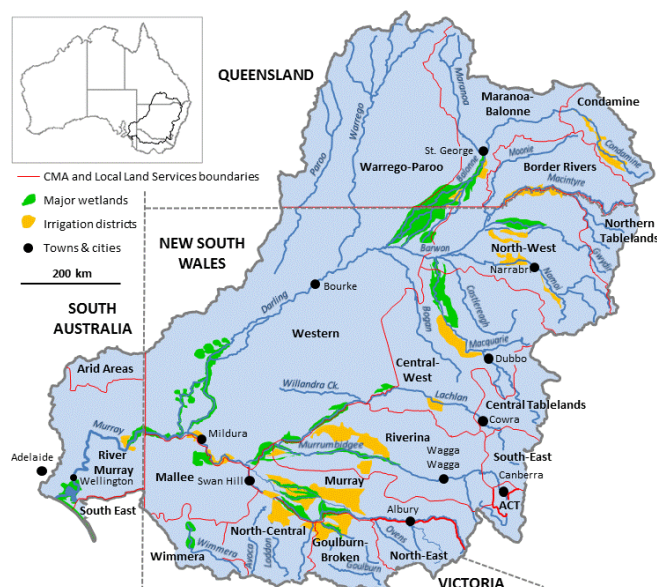 QUEENSLAND
Maranoa
Maranoa-
Balonne
Condamine
Warrego
Paroo
St. George
Condamine
CMA and Local Land Services boundaries
Moonie
Balonne
Warrego-Paroo
Border Rivers
Major wetlands
Macintyre
Irrigation districts
Northern
Tablelands
Towns & cities
NEW SOUTH
WALES
Barwon
North-West
Gwydir
200 km
Narrabri
Namoi
Bourke
SOUTH
AUSTRALIA
Darling
Castlereagh
Western
Bogan
Macquarie
Dubbo
Arid Areas
Central-
West
Willandra Ck.
Lachlan
Central Tablelands
Cowra
Murray
Mildura
Riverina
Adelaide
River
Murray
Murrumbidgee
Wagga
Wagga
South-East
Wellington
Mallee
Swan Hill
Murray
Canberra
South East
Albury
ACT
North-Central
Goulburn-
Broken
Ovens
North-East
Wimmera
Wimmera
Avoca
Loddon
Goulburn
VICTORIA